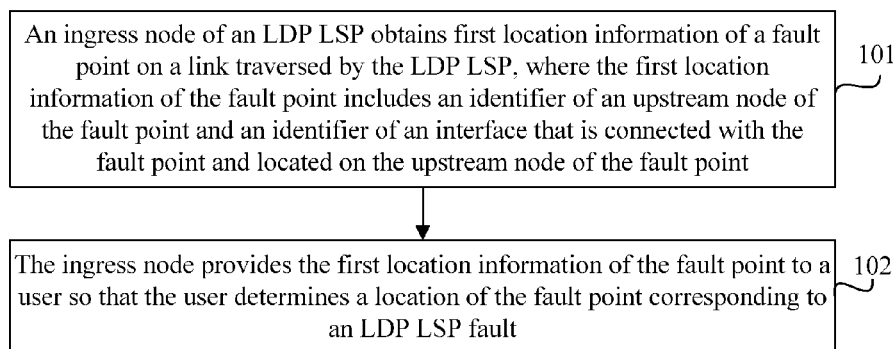 An ingress node of an LDP LSP obtains first location information of a fault
point on a link traversed by the LDP LSP, where the first location
information of the fault point includes an identifier of an upstream node of
the fault point and an identifier of an interface that is connected with the
fault point and located on the upstream node of the fault point
101
The ingress node provides the first location information of the fault point to a
user so that the user determines a location of the fault point corresponding to
an LDP LSP fault
102